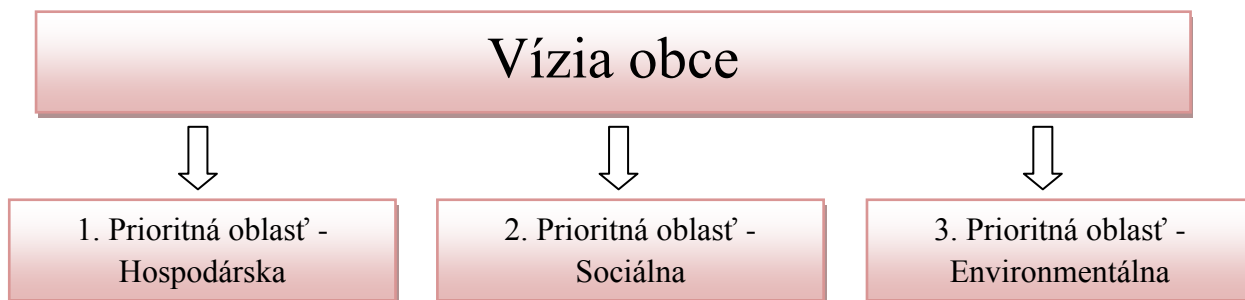 Vízia obce
1. Prioritná oblasť -
Hospodárska
2. Prioritná oblasť -
Sociálna
3. Prioritná oblasť -
Environmentálna